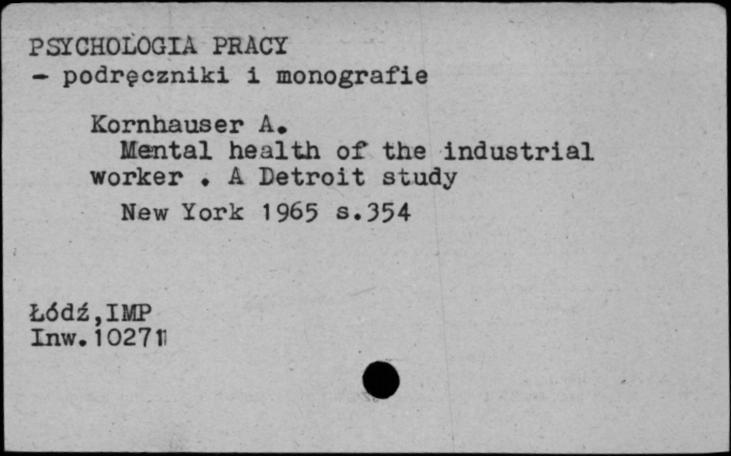 PSYCHOLOGIA PRACY
- podręczniki i monografie
Kornhauser A.
Mental health of the industrial
worker . A Detroit study
New York 1965 s.354
Łódź,IMP
Inw.10271